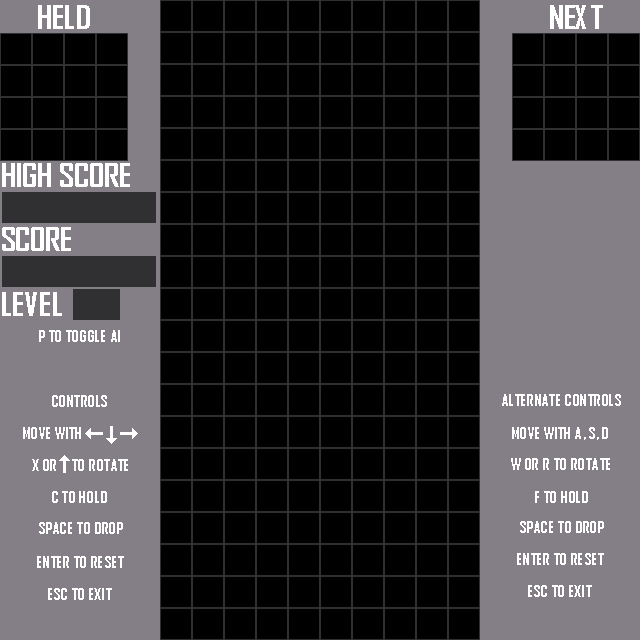 HELD
NEXT
HIGH SCORE
SCORE
LEVEL
P TO TOGGLE AI
CONTROLS
MOVE WITH ← ↓ →
X OR ↑ TO ROTATE
C TO HOLD
SPACE TO DROP
ENTER TO RESET
ESC TO EXIT
ALTERNATE CONTROLS
MOVE WITH A, S, D
W OR R TO ROTATE
F TO HOLD
SPACE TO DROP
ENTER TO RESET
ESC TO EXIT